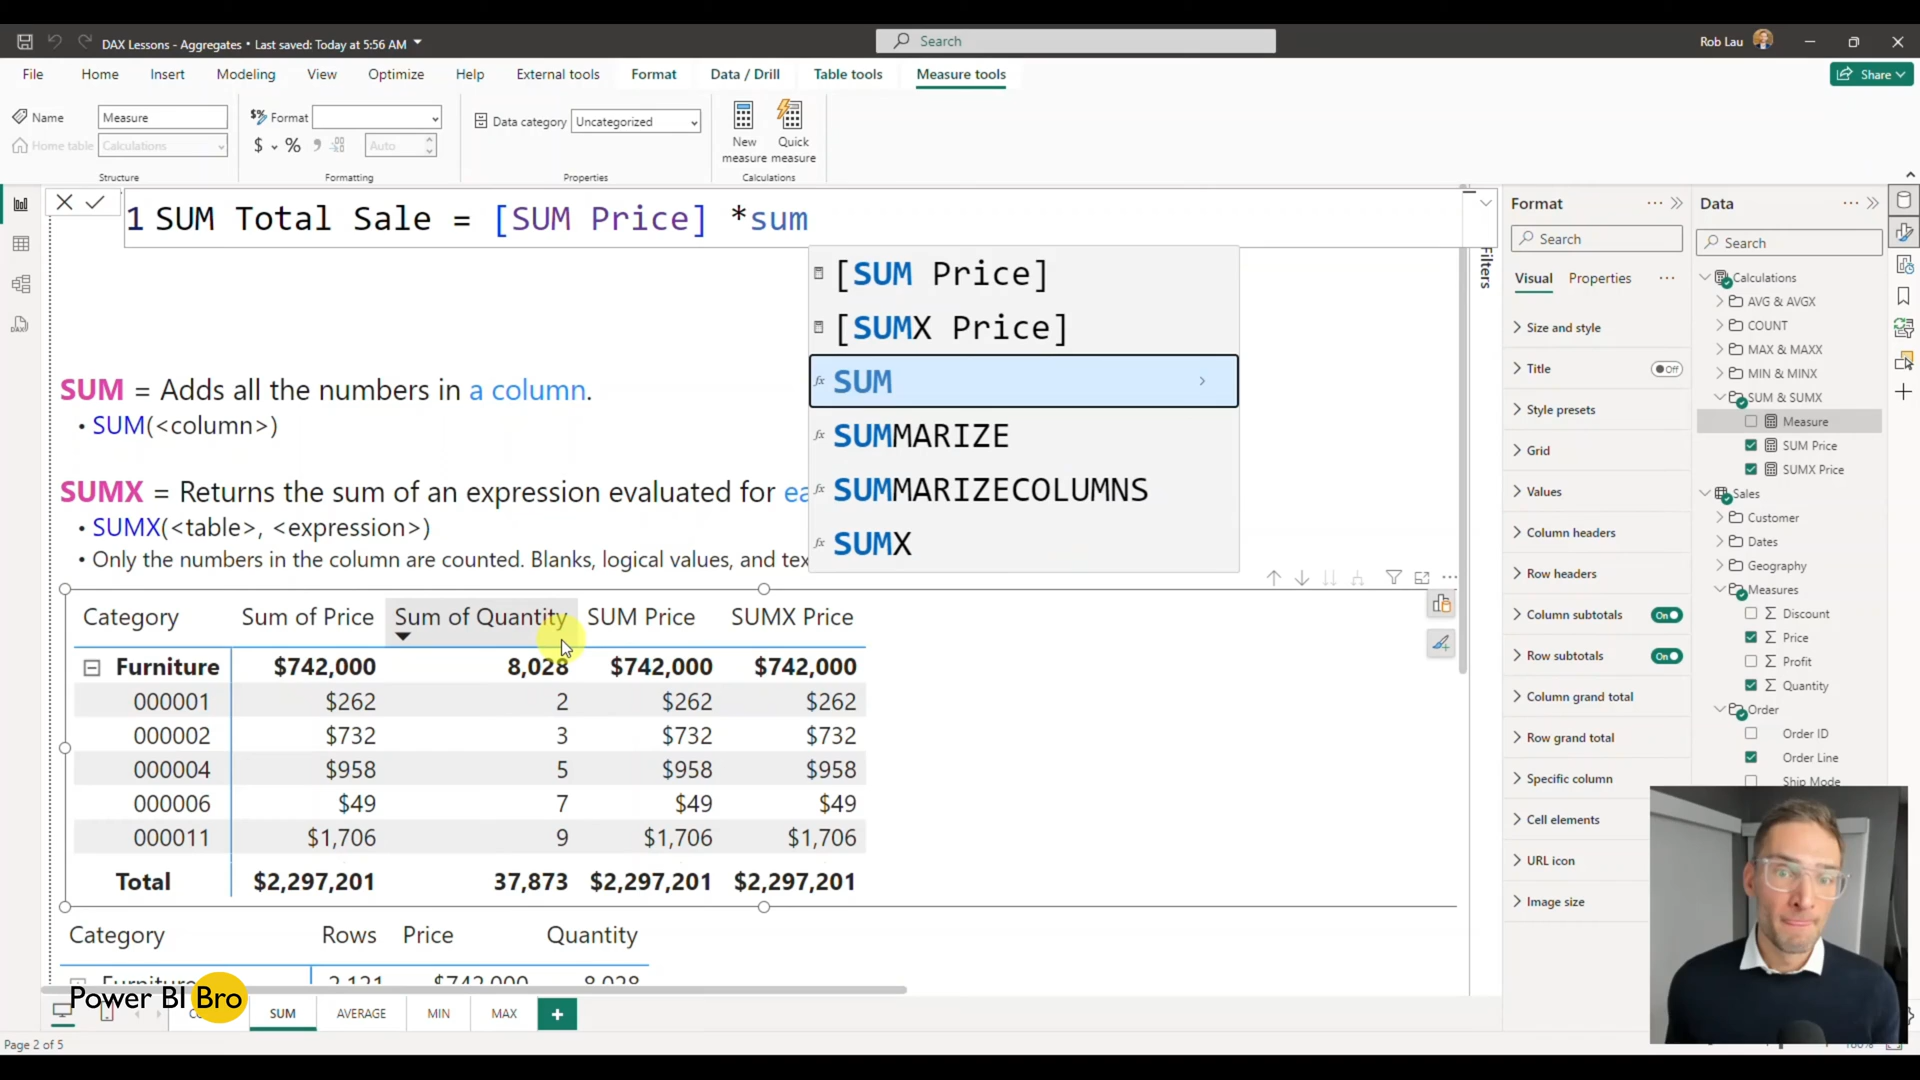 DAX Lessons - Aggregates • Last saved: Today at 5:56 AM
Search
Rob Lau
File Home Insert Modeling View Optimize Help External tools Format Data / Drill Table tools Measure tools
Share
Name Measure
Home table Calculations
Structure
Format
$ % Auto
Formatting
Data category Uncategorized
Properties
New measure
Quick measure
Calculations
1 SUM Total Sale = [SUM Price] *sum
[SUM Price]
[SUMX Price]
SUM
SUMMARIZE
SUMMARIZECOLUMNS
SUMX
SUM = Adds all the numbers in a column.
• SUM(<column>)
SUMX = Returns the sum of an expression evaluated for
• SUMX(<table>, <expression>)
• Only the numbers in the column are counted. Blanks, logical values, and
Category Sum of Price Sum of Quantity SUM Price SUMX Price
Furniture $742,000 8,028 $742,000 $742,000
000001 $262 2 $262 $262
000002 $732 3 $732 $732
000004 $958 5 $958 $958
000006 $49 7 $49 $49
000011 $1,706 9 $1,706 $1,706
Total $2,297,201 37,873 $2,297,201 $2,297,201
Category Rows Price Quantity
Furniture 2,121 $742,000 8,028
Power BI Bro
SUM AVERAGE MIN MAX
Page 2 of 5
Filters
Format
Search
Visual Properties
Size and style
Title Off
Style presets
Grid
Values
Column headers
Row headers
Column subtotals On
Row subtotals On
Column grand total
Row grand total
Specific column
Cell elements
URL icon
Image size
Data
Search
Calculations
AVG & AVGX
COUNT
MAX & MAXX
MIN & MINX
SUM & SUMX
Measure
SUM Price
SUMX Price
Sales
Customer
Dates
Geography
Measures
Discount
Price
Profit
Quantity
Order
Order ID
Order Line
Ship Mode